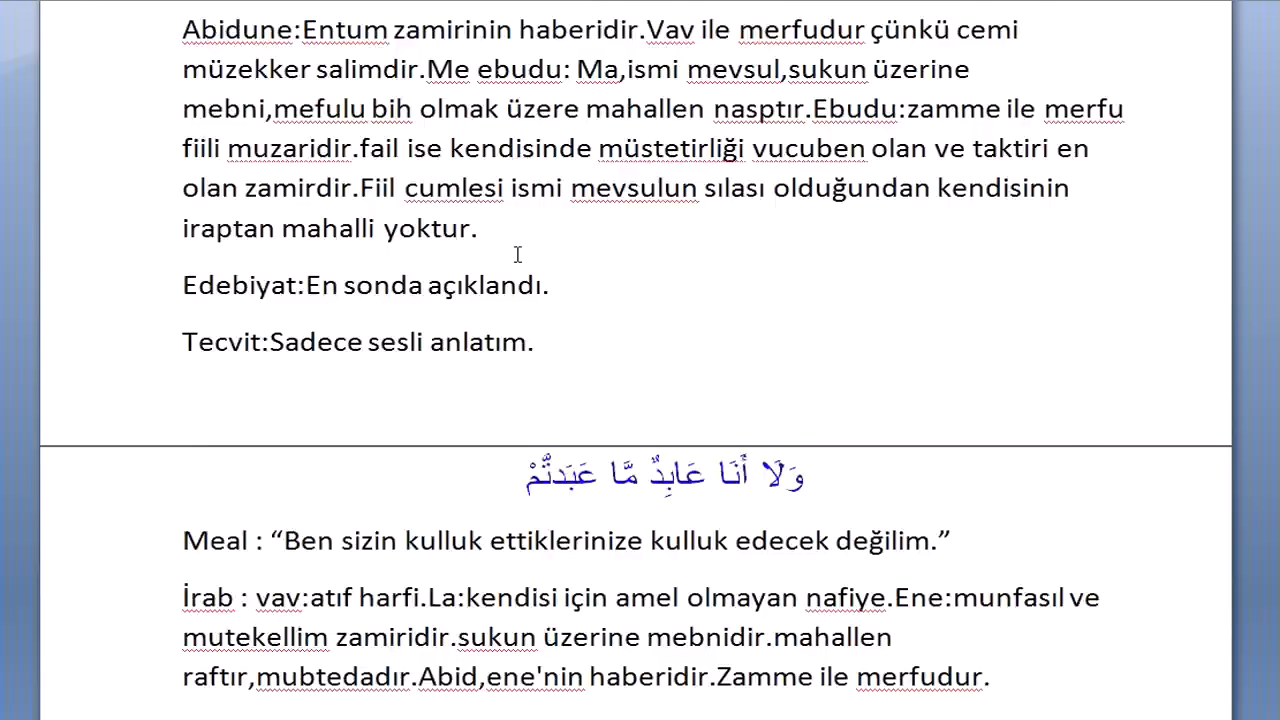 Abidune:Entum zamirinin haberidir.Vav ile merfudur çünkü cemi
müzekker salimdir.Me ebudu: Ma,ismi mevsul,sukun üzerine
mebni,mefulu bih olmak üzere mahallen nasptır.Ebudu:zamme ile merfu
fiili muzaridir.fail ise kendisinde müstetirliği vucuben olan ve taktiri en
olan zamirdir.Fiil cumlesi ismi mevsulun sılası olduğundan kendisinin
iraptan mahalli yoktur.
Edebiyat:En sonda açıklandı.
Tecvit:Sadece sesli anlatım.
وَلَا أَنَا عَابِدٌ مَّا عَبَدتُّمْ
Meal : “Ben sizin kulluk ettiklerinize kulluk edecek değilim.”
İrab : vav:atıf harfi.La:kendisi için amel olmayan nafiye.Ene:munfasıl ve
mutekellim zamiridir.sukun üzerine mebnidir.mahallen
raftır,mubtedadır.Abid,ene'nin haberidir.Zamme ile merfudur.